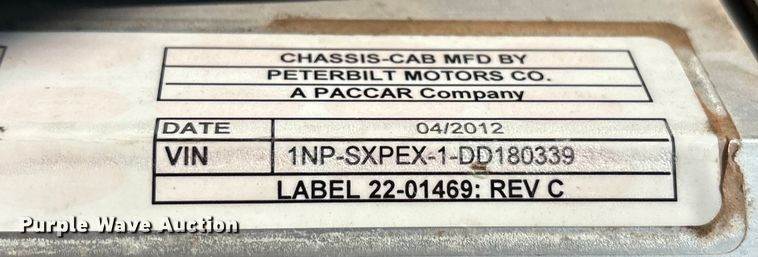 CHASSIS-CAB MFD BY
PETERBILT MOTORS CO.
A PACCAR Company
DATE 04/2012
VIN 1NP-SXPEX-1-DD180339
LABEL 22-01469: REV C
Purple Wave Auction